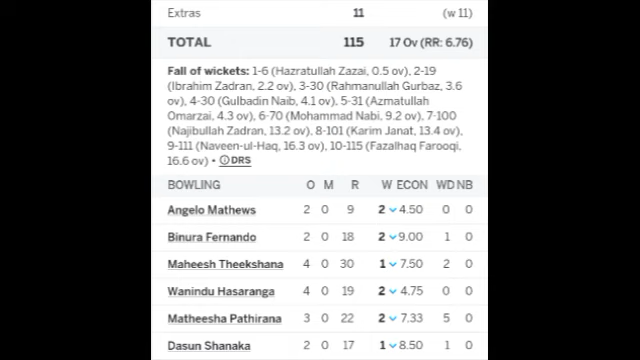 Extras 11 (w 11)
TOTAL 115 17 Ov (RR: 6.76)
Fall of wickets: 1-6 (Hazratullah Zazai, 0.5 ov), 2-19
(Ibrahim Zadran, 2.2 ov), 3-30 (Rahmanullah Gurbaz, 3.6
ov), 4-30 (Gulbadin Naib, 4.1 ov), 5-31 (Azmatullah
Omarzai, 4.3 ov), 6-70 (Mohammad Nabi, 9.2 ov), 7-100
(Najibullah Zadran, 13.2 ov), 8-101 (Karim Janat, 13.4 ov),
9-111 (Naveen-ul-Haq, 16.3 ov), 10-115 (Fazalhaq Farooqi,
16.6 ov) • DRS
BOWLING O M R W ECON WD NB
Angelo Mathews 2 0 9 2 4.50 0 0
Binura Fernando 2 0 18 2 9.00 1 0
Maheesh Theekshana 4 0 30 1 7.50 2 0
Wanindu Hasaranga 4 0 19 2 4.75 0 0
Matheesha Pathirana 3 0 22 2 7.33 5 0
Dasun Shanaka 2 0 17 1 8.50 1 0